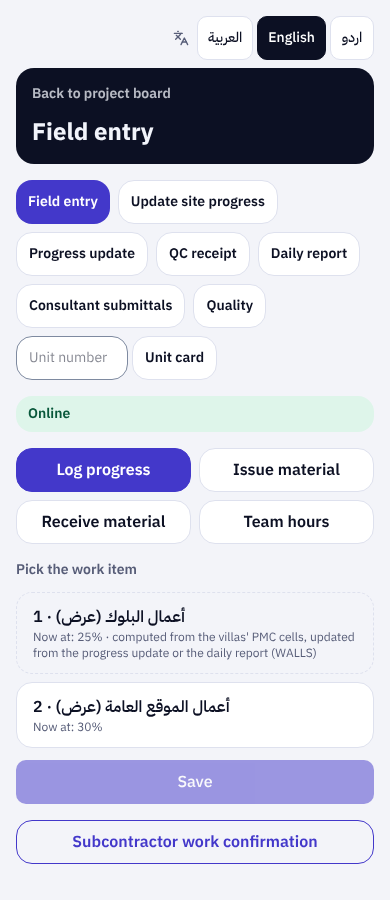 العربية
English
اردو
Back to project board
Field entry
Field entry
Update site progress
Progress update
QC receipt
Daily report
Consultant submittals
Quality
Unit number
Unit card
Online
Log progress
Issue material
Receive material
Team hours
Pick the work item
1 · أعمال البلوك (عرض)
Now at: 25% · computed from the villas' PMC cells, updated
from the progress update or the daily report (WALLS)
2 · أعمال الموقع العامة (عرض)
Now at: 30%
Save
Subcontractor work confirmation